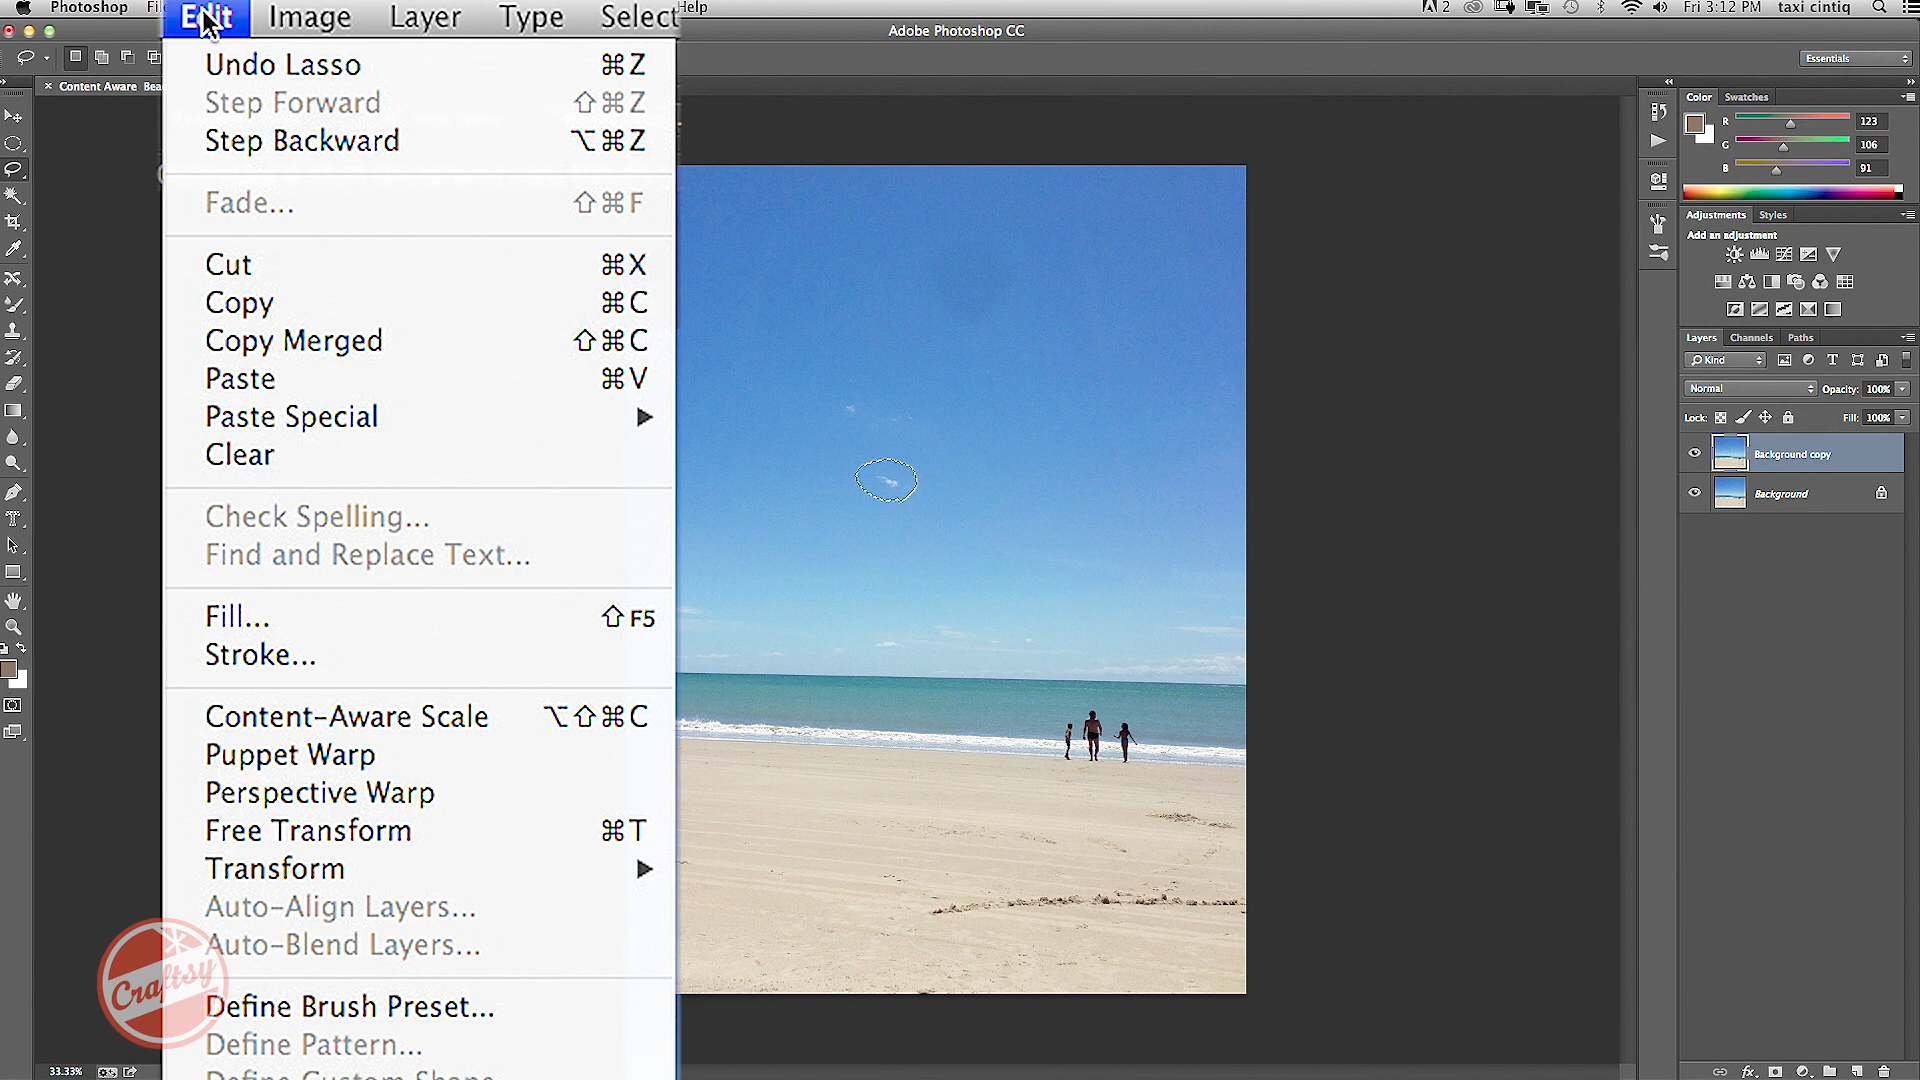 Photoshop
Edit Image Layer Type Select
Help
2
Fri 3:12 PM taxi cintiq
Adobe Photoshop CC
Essentials
Content Aware Bea
Undo Lasso ⌘Z
Step Forward ⇧⌘Z
Step Backward ⌥⌘Z
Fade... ⇧⌘F
Cut ⌘X
Copy ⌘C
Copy Merged ⇧⌘C
Paste ⌘V
Paste Special
Clear
Check Spelling...
Find and Replace Text...
Fill... ⇧F5
Stroke...
Content-Aware Scale ⌥⇧⌘C
Puppet Warp
Perspective Warp
Free Transform ⌘T
Transform
Auto-Align Layers...
Auto-Blend Layers...
Define Brush Preset...
Define Pattern...
Define Custom Shape
Craftsy
33.33%
Color Swatches
R 123
G 106
B 91
Adjustments Styles
Add an adjustment
Layers Channels Paths
Kind
Normal Opacity: 100%
Lock: Fill: 100%
Background copy
Background